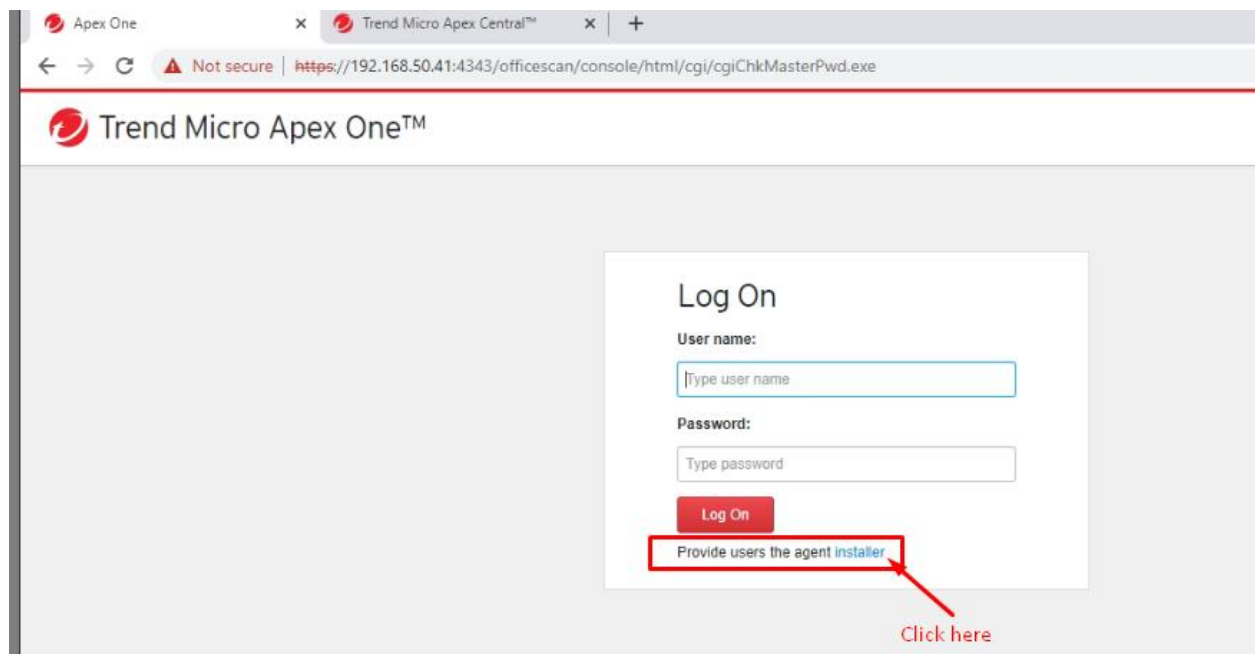 Apex One
Trend Micro Apex Central™
Not secure | https://192.168.50.41:4343/officescan/console/html/cgi/cgiChkMasterPwd.exe
Trend Micro Apex One™
Log On
User name:
Type user name
Password:
Type password
Log On
Provide users the agent installer
Click here